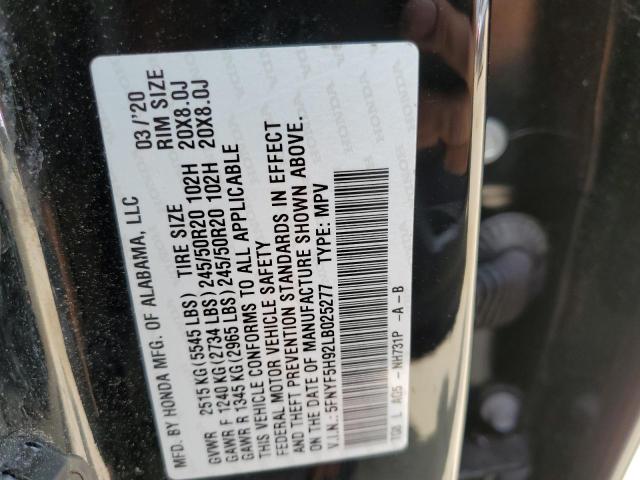 MFD. BY HONDA MFG. OF ALABAMA, LLC 03/'20
GVWR 2515 KG (5545 LBS) TIRE SIZE RIM SIZE
GAWR F 1240 KG (2734 LBS) 245/50R20 102H 20X8.0J
GAWR R 1345 KG (2965 LBS) 245/50R20 102H 20X8.0J
THIS VEHICLE CONFORMS TO ALL APPLICABLE
FEDERAL MOTOR VEHICLE SAFETY
AND THEFT PREVENTION STANDARDS IN EFFECT
ON THE DATE OF MANUFACTURE SHOWN ABOVE.
V.I.N.: 5FNYF5H92LB025277 TYPE: MPV
TG8 L AQ5 - NH731P -A -B
HONDA